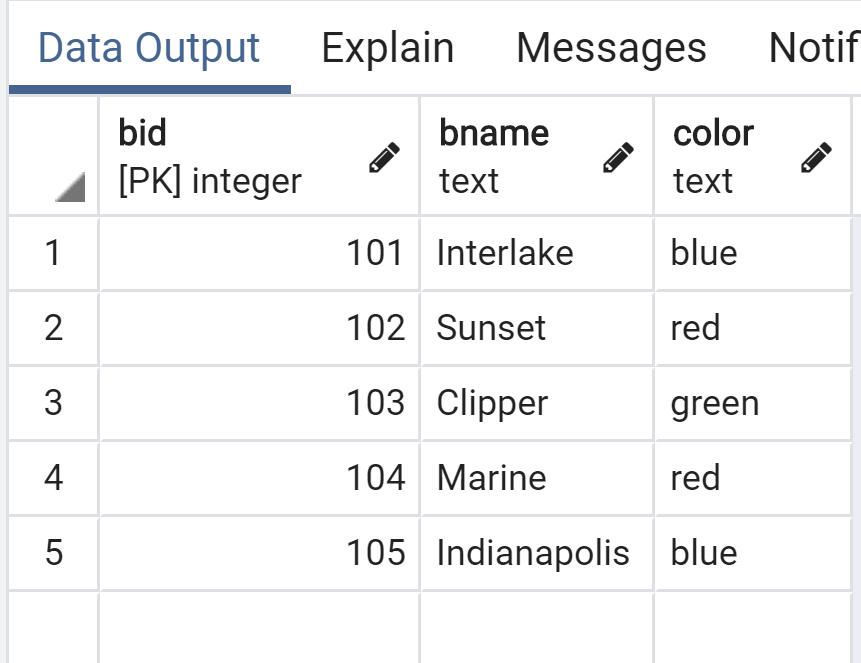 Data Output Explain Messages Notif
bid bname color
[PK] integer text text
1 101 Interlake blue
2 102 Sunset red
3 103 Clipper green
4 104 Marine red
5 105 Indianapolis blue